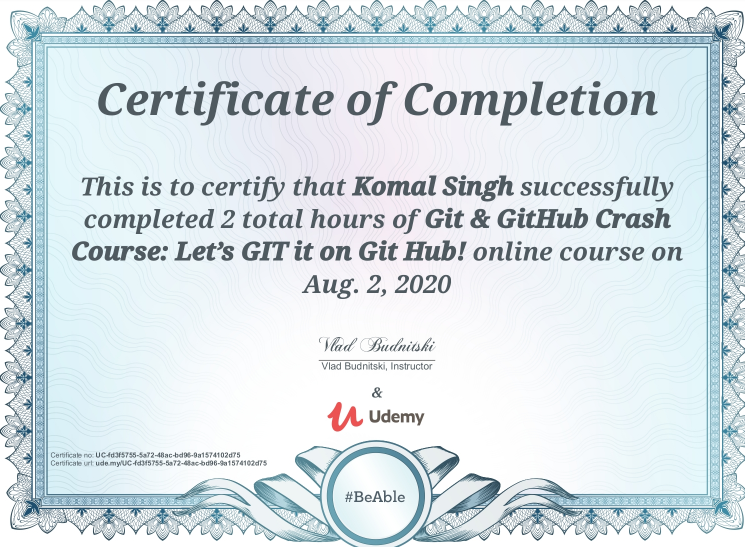 Certificate of Completion
This is to certify that Komal Singh successfully
completed 2 total hours of Git & GitHub Crash
Course: Let's GIT it on Git Hub! online course on
Aug. 2, 2020
Vlad Budnitski
Vlad Budnitski, Instructor
&
Udemy
Certificate no: UC-fd3f5755-5a72-48ac-bd96-9a1574102d75
Certificate url: ude.my/UC-fd3f5755-5a72-48ac-bd96-9a1574102d75
#BeAble